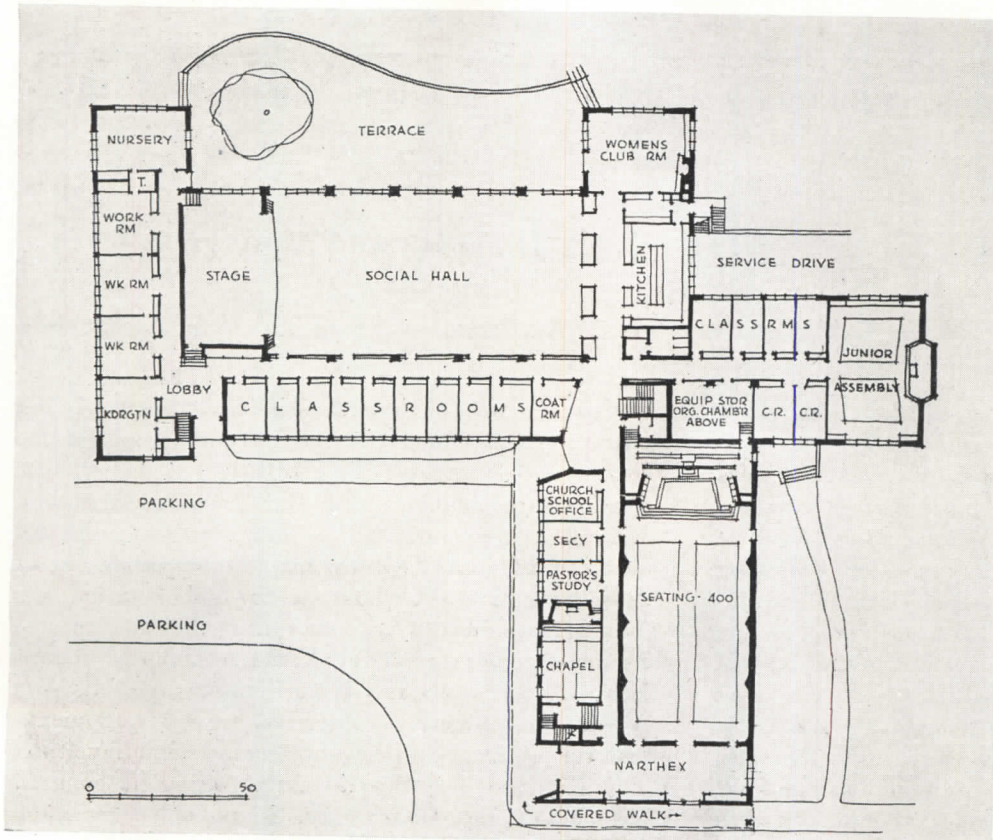 NURSERY
TERRACE
WOMENS
CLUB RM
T.
WORK
RM
STAGE
SOCIAL HALL
KITCHEN
SERVICE DRIVE
WK RM
WK RM
CLASSRMS
JUNIOR
ASSEMBLY
LOBBY
KDRGTN
CLASSROOMS
COAT
RM
EQUIP STOR
ORG. CHAMB'R
ABOVE
C.R.
C.R.
PARKING
CHURCH
SCHOOL
OFFICE
SECY
PASTOR'S
STUDY
SEATING - 400
PARKING
CHAPEL
NARTHEX
0
50
COVERED WALK